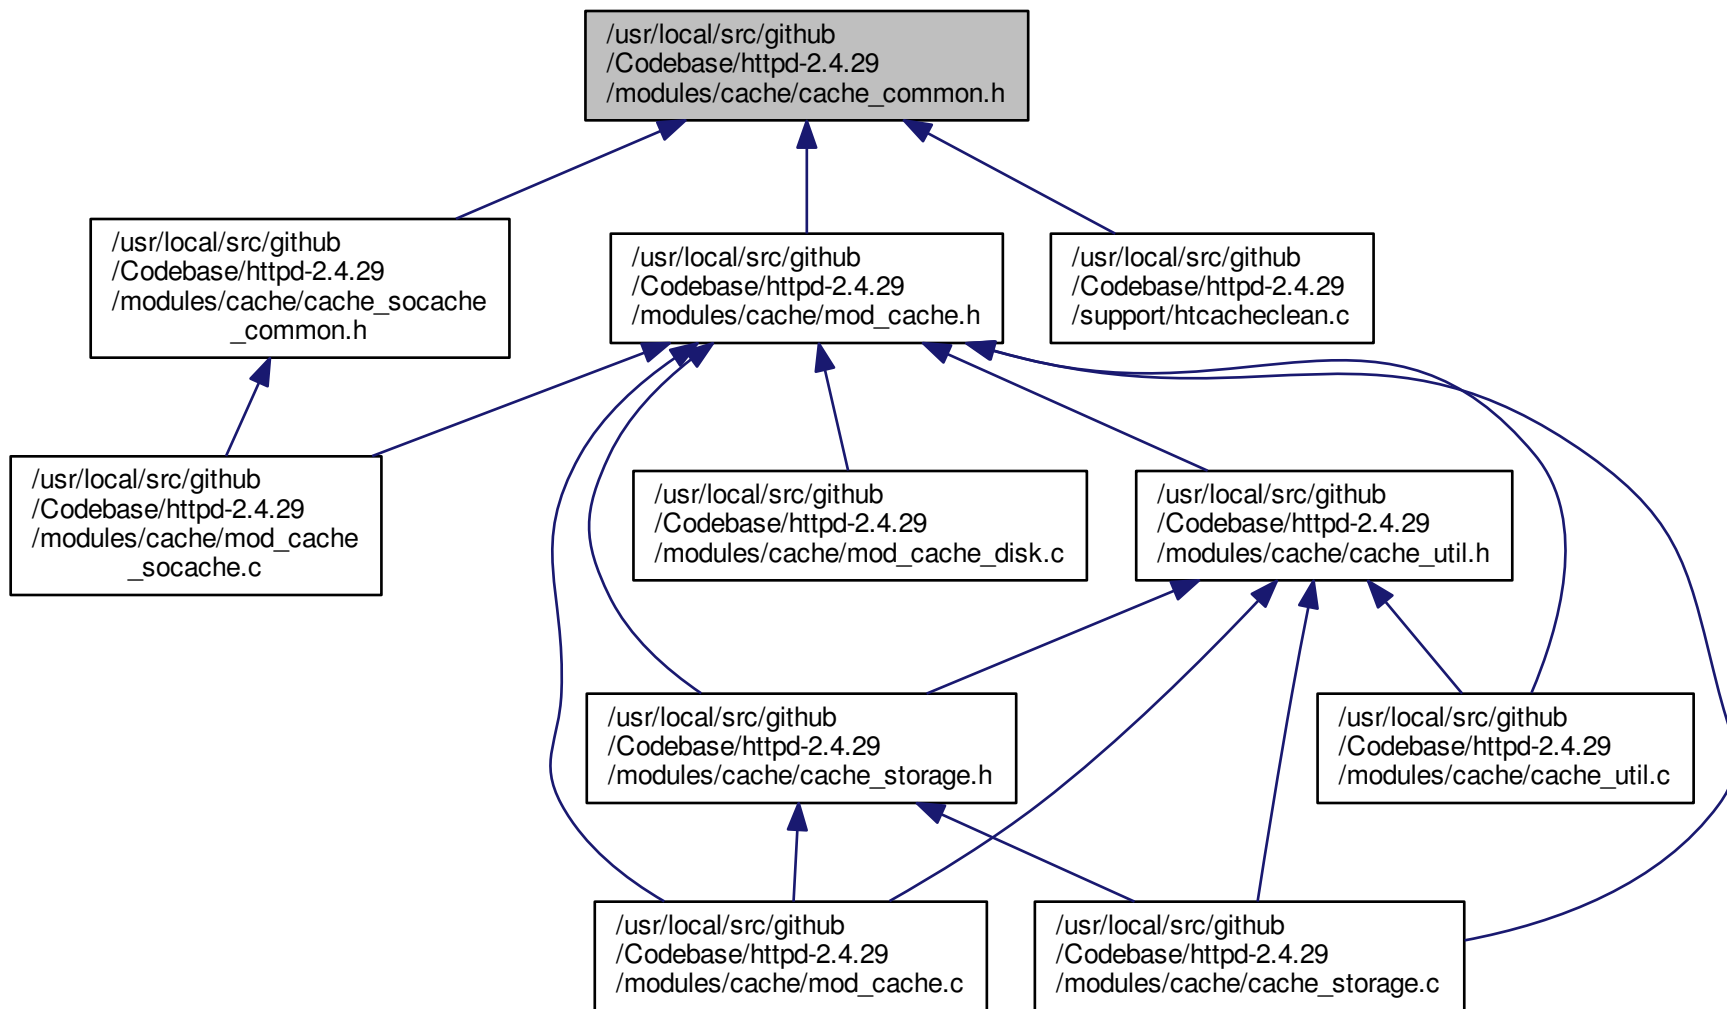 /usr/local/src/github
/Codebase/httpd-2.4.29
/modules/cache/cache_common.h
/usr/local/src/github
/Codebase/httpd-2.4.29
/modules/cache/cache_socache
_common.h
/usr/local/src/github
/Codebase/httpd-2.4.29
/modules/cache/mod_cache.h
/usr/local/src/github
/Codebase/httpd-2.4.29
/support/htcacheclean.c
/usr/local/src/github
/Codebase/httpd-2.4.29
/modules/cache/mod_cache
_socache.c
/usr/local/src/github
/Codebase/httpd-2.4.29
/modules/cache/mod_cache_disk.c
/usr/local/src/github
/Codebase/httpd-2.4.29
/modules/cache/cache_util.h
/usr/local/src/github
/Codebase/httpd-2.4.29
/modules/cache/cache_storage.h
/usr/local/src/github
/Codebase/httpd-2.4.29
/modules/cache/cache_util.c
/usr/local/src/github
/Codebase/httpd-2.4.29
/modules/cache/mod_cache.c
/usr/local/src/github
/Codebase/httpd-2.4.29
/modules/cache/cache_storage.c